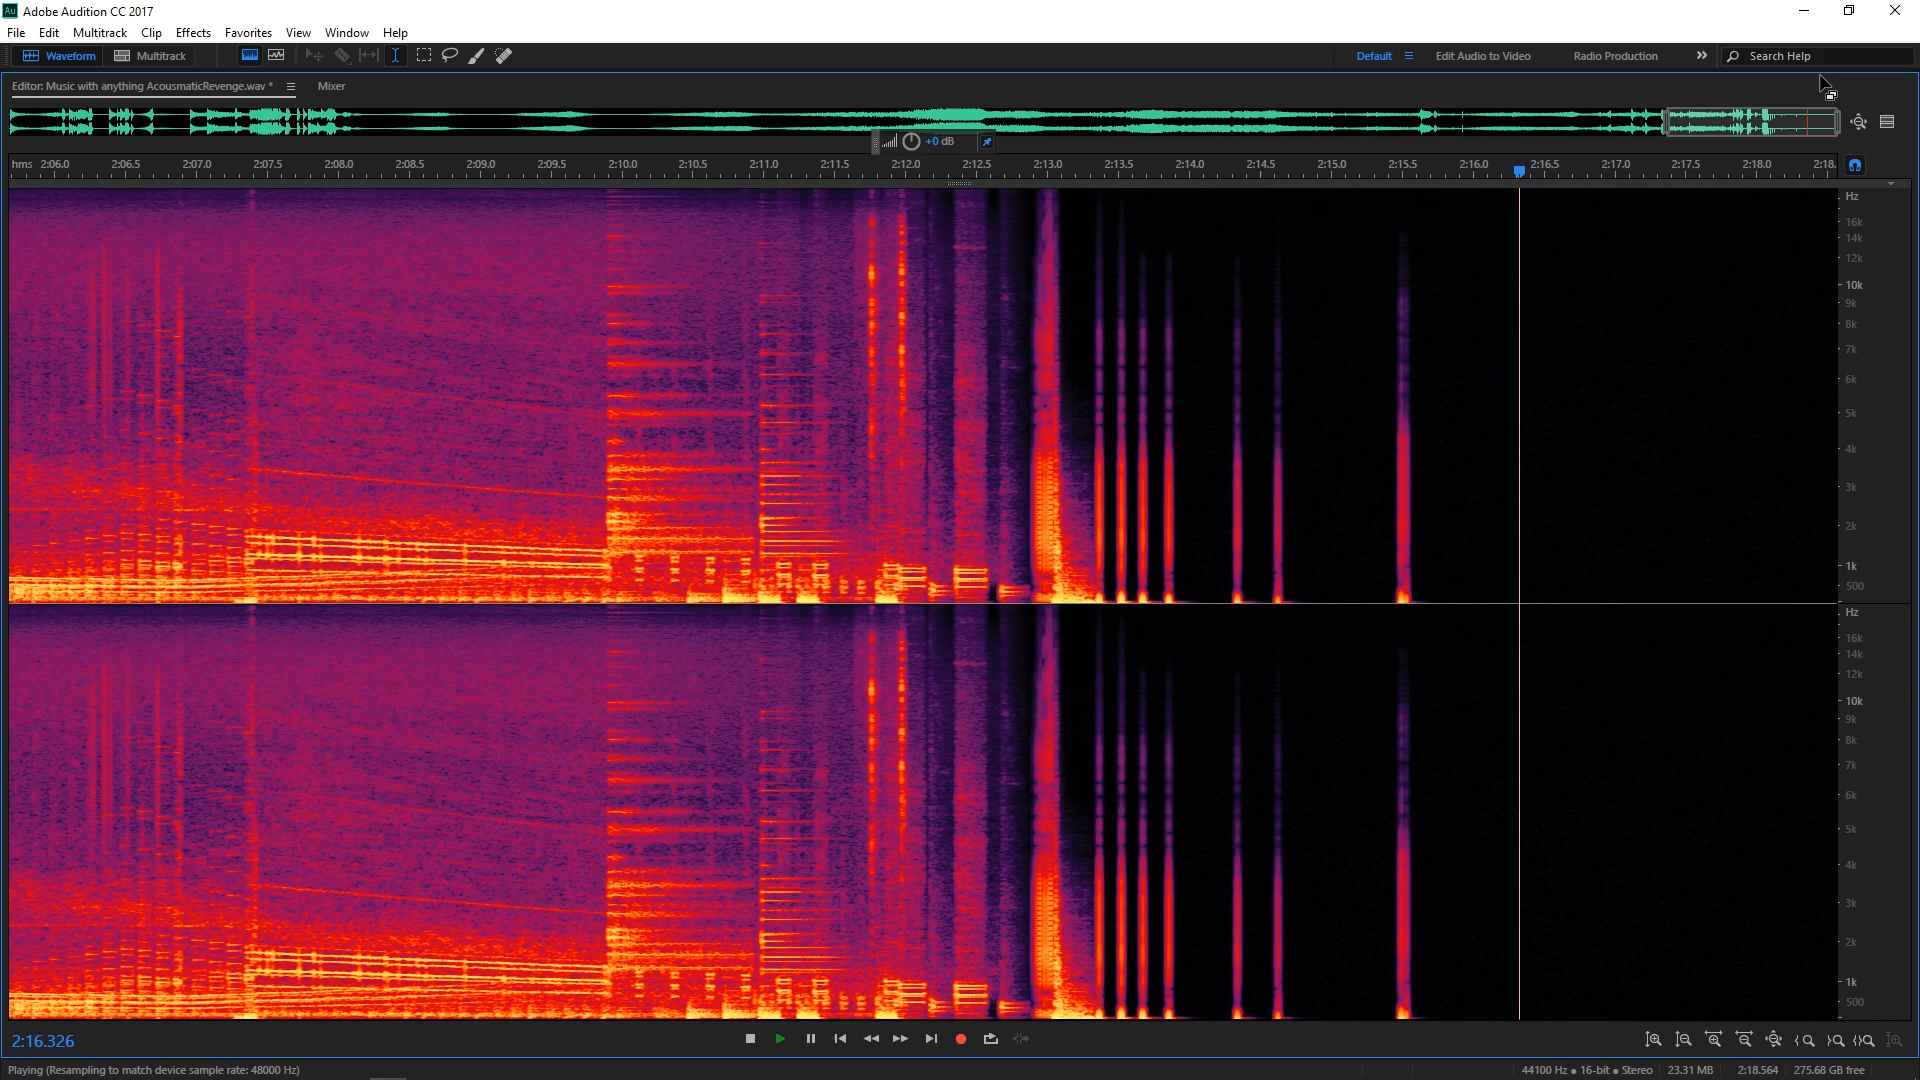 Au Adobe Audition CC 2017
File Edit Multitrack Clip Effects Favorites View Window Help
Waveform Multitrack Default Edit Audio to Video Radio Production Search Help
Editor: Music with anything AcousmaticRevenge.wav * Mixer
+0 dB
hms 2:06.0 2:06.5 2:07.0 2:07.5 2:08.0 2:08.5 2:09.0 2:09.5 2:10.0 2:10.5 2:11.0 2:11.5 2:12.0 2:12.5 2:13.0 2:13.5 2:14.0 2:14.5 2:15.0 2:15.5 2:16.0 2:16.5 2:17.0 2:17.5 2:18.0 2:18.
Hz
16k
14k
12k
10k
9k
8k
7k
6k
5k
4k
3k
2k
1k
500
Hz
16k
14k
12k
10k
9k
8k
7k
6k
5k
4k
3k
2k
1k
500
2:16.326
Playing (Resampling to match device sample rate: 48000 Hz) 44100 Hz ● 16-bit ● Stereo 23.31 MB 2:18.564 275.68 GB free